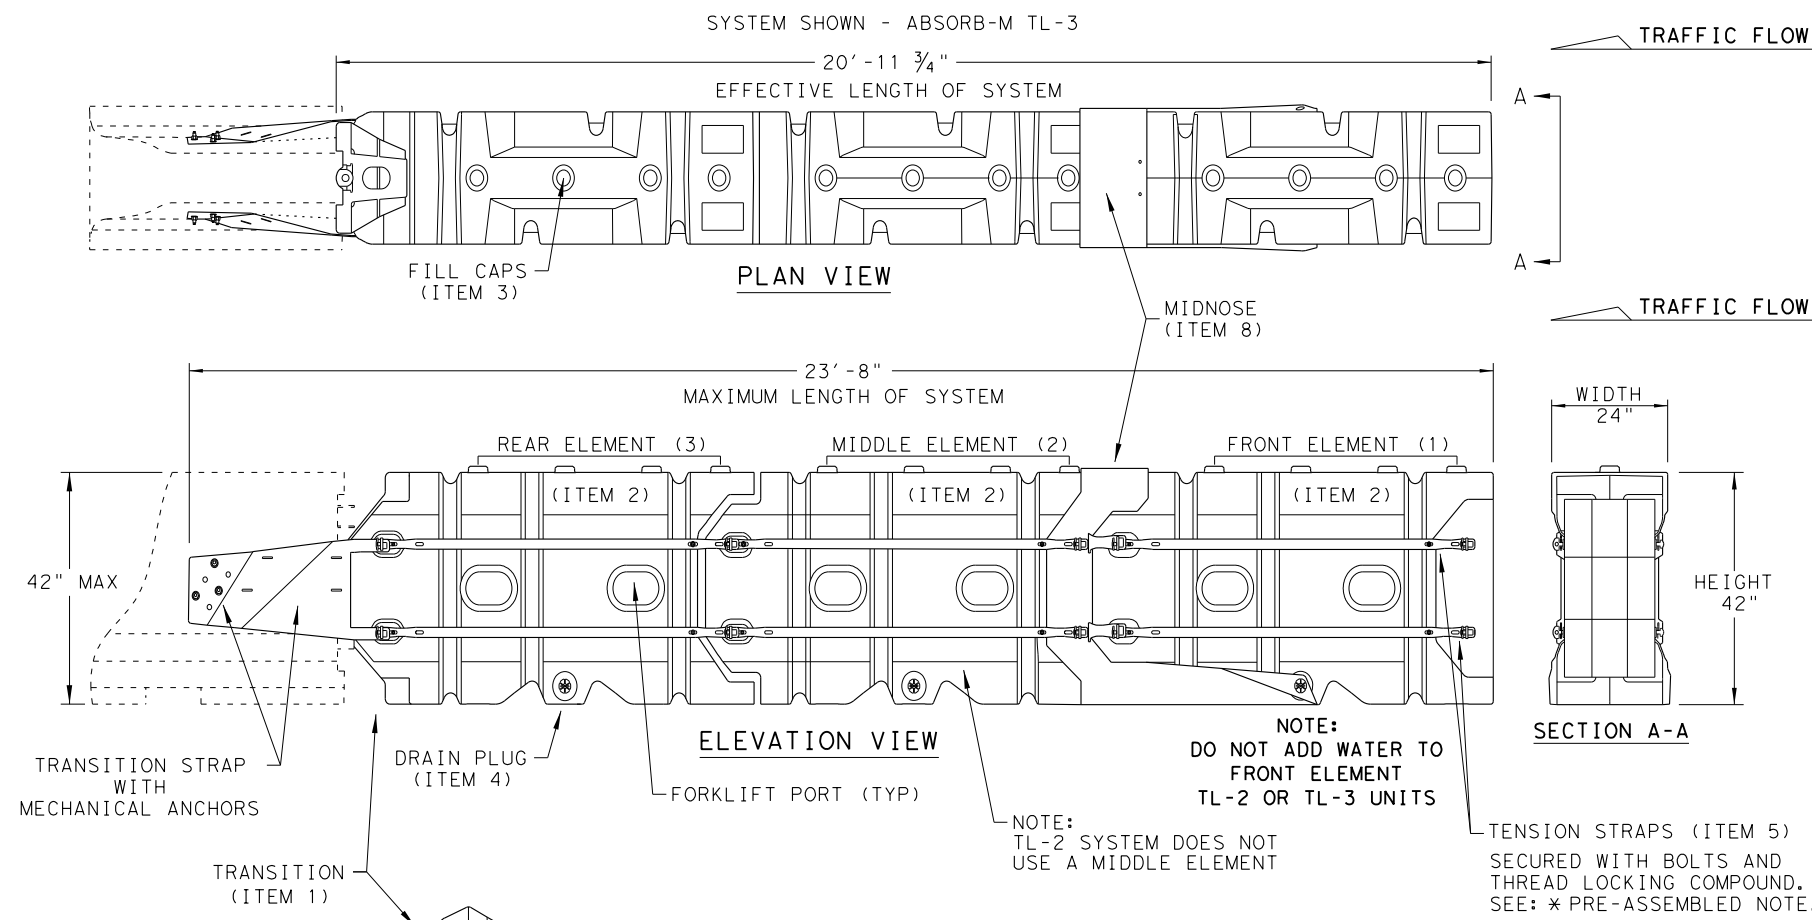 SYSTEM SHOWN - ABSORB-M TL-3
TRAFFIC FLOW
20'-11 3/4"
EFFECTIVE LENGTH OF SYSTEM
A
A
FILL CAPS
(ITEM 3)
PLAN VIEW
MIDNOSE
(ITEM 8)
TRAFFIC FLOW
23'-8"
MAXIMUM LENGTH OF SYSTEM
WIDTH
24"
REAR ELEMENT (3)
MIDDLE ELEMENT (2)
FRONT ELEMENT (1)
(ITEM 2)
(ITEM 2)
(ITEM 2)
42" MAX
HEIGHT
42"
SECTION A-A
ELEVATION VIEW
NOTE:
DO NOT ADD WATER TO
FRONT ELEMENT
TL-2 OR TL-3 UNITS
TRANSITION STRAP
WITH
MECHANICAL ANCHORS
DRAIN PLUG
(ITEM 4)
FORKLIFT PORT (TYP)
NOTE:
TL-2 SYSTEM DOES NOT
USE A MIDDLE ELEMENT
TENSION STRAPS (ITEM 5)
SECURED WITH BOLTS AND
THREAD LOCKING COMPOUND.
SEE: * PRE-ASSEMBLED NOTE.
TRANSITION
(ITEM 1)